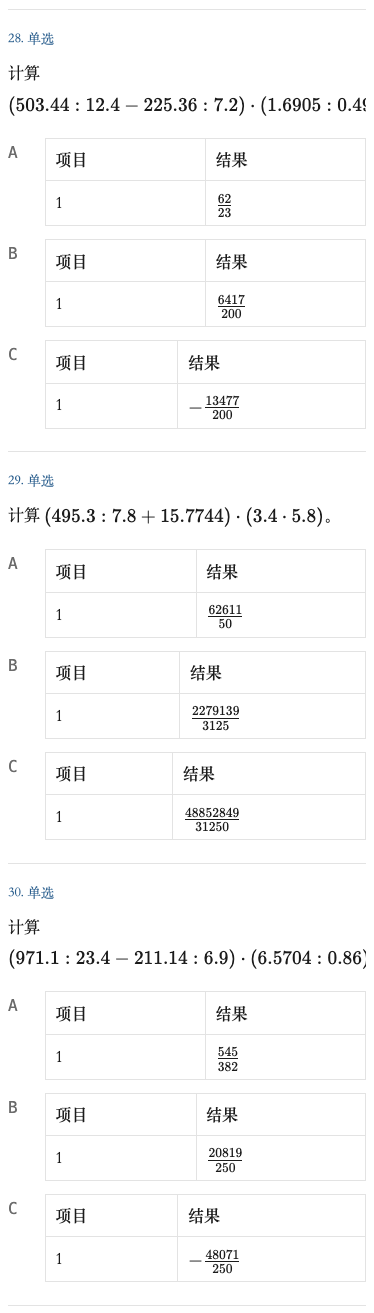 28. 单选
计算
(503.44 : 12.4 − 225.36 : 7.2) · (1.6905 : 0.49
A
项目 结果
1 62/23
B
项目 结果
1 6417/200
C
项目 结果
1 −13477/200
29. 单选
计算 (495.3 : 7.8 + 15.7744) · (3.4 · 5.8)。
A
项目 结果
1 62611/50
B
项目 结果
1 2279139/3125
C
项目 结果
1 48852849/31250
30. 单选
计算
(971.1 : 23.4 − 211.14 : 6.9) · (6.5704 : 0.86)
A
项目 结果
1 545/382
B
项目 结果
1 20819/250
C
项目 结果
1 −48071/250